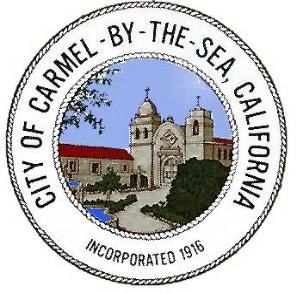 CITY OF CARMEL-BY-THE-SEA, CALIFORNIA
INCORPORATED 1916